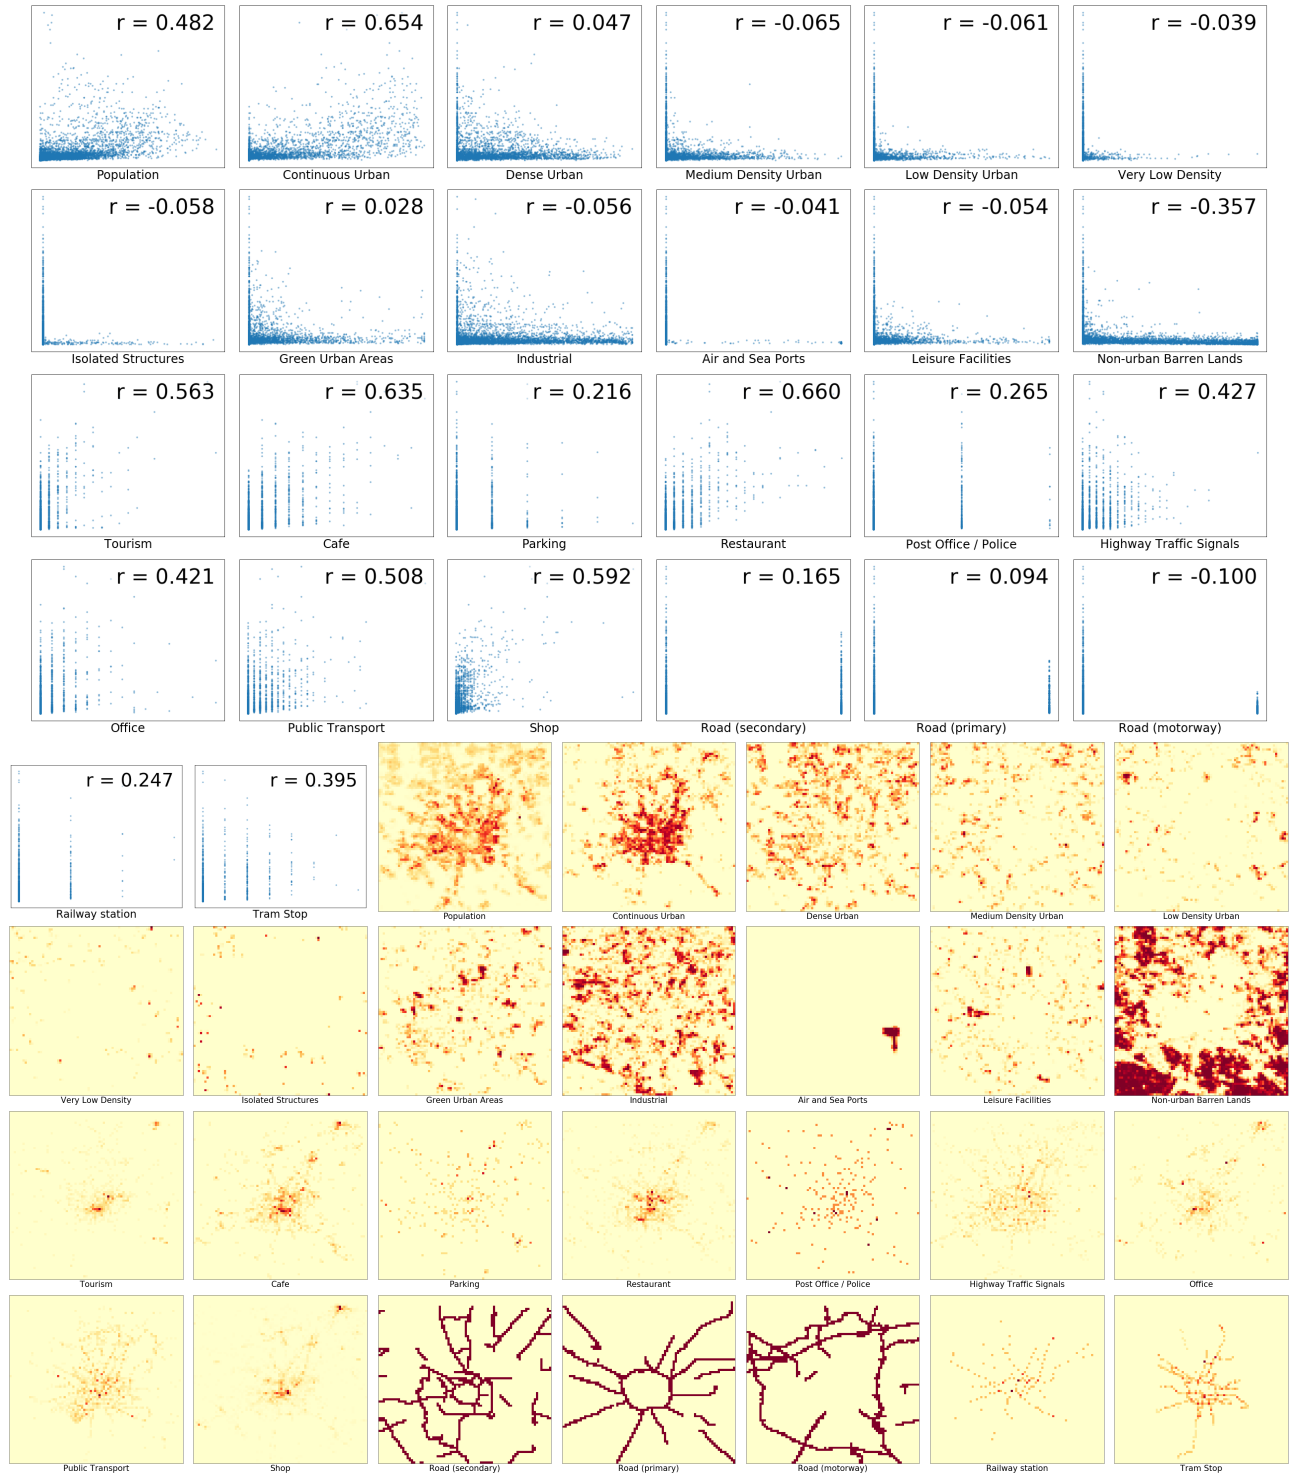 r = 0.482 r = 0.654 r = 0.047 r = -0.065 r = -0.061 r = -0.039
Population Continuous Urban Dense Urban Medium Density Urban Low Density Urban Very Low Density
r = -0.058 r = 0.028 r = -0.056 r = -0.041 r = -0.054 r = -0.357
Isolated Structures Green Urban Areas Industrial Air and Sea Ports Leisure Facilities Non-urban Barren Lands
r = 0.563 r = 0.635 r = 0.216 r = 0.660 r = 0.265 r = 0.427
Tourism Cafe Parking Restaurant Post Office / Police Highway Traffic Signals
r = 0.421 r = 0.508 r = 0.592 r = 0.165 r = 0.094 r = -0.100
Office Public Transport Shop Road (secondary) Road (primary) Road (motorway)
r = 0.247 r = 0.395
Railway station Tram Stop Population Continuous Urban Dense Urban Medium Density Urban Low Density Urban
Very Low Density Isolated Structures Green Urban Areas Industrial Air and Sea Ports Leisure Facilities Non-urban Barren Lands
Tourism Cafe Parking Restaurant Post Office / Police Highway Traffic Signals Office
Public Transport Shop Road (secondary) Road (primary) Road (motorway) Railway station Tram Stop